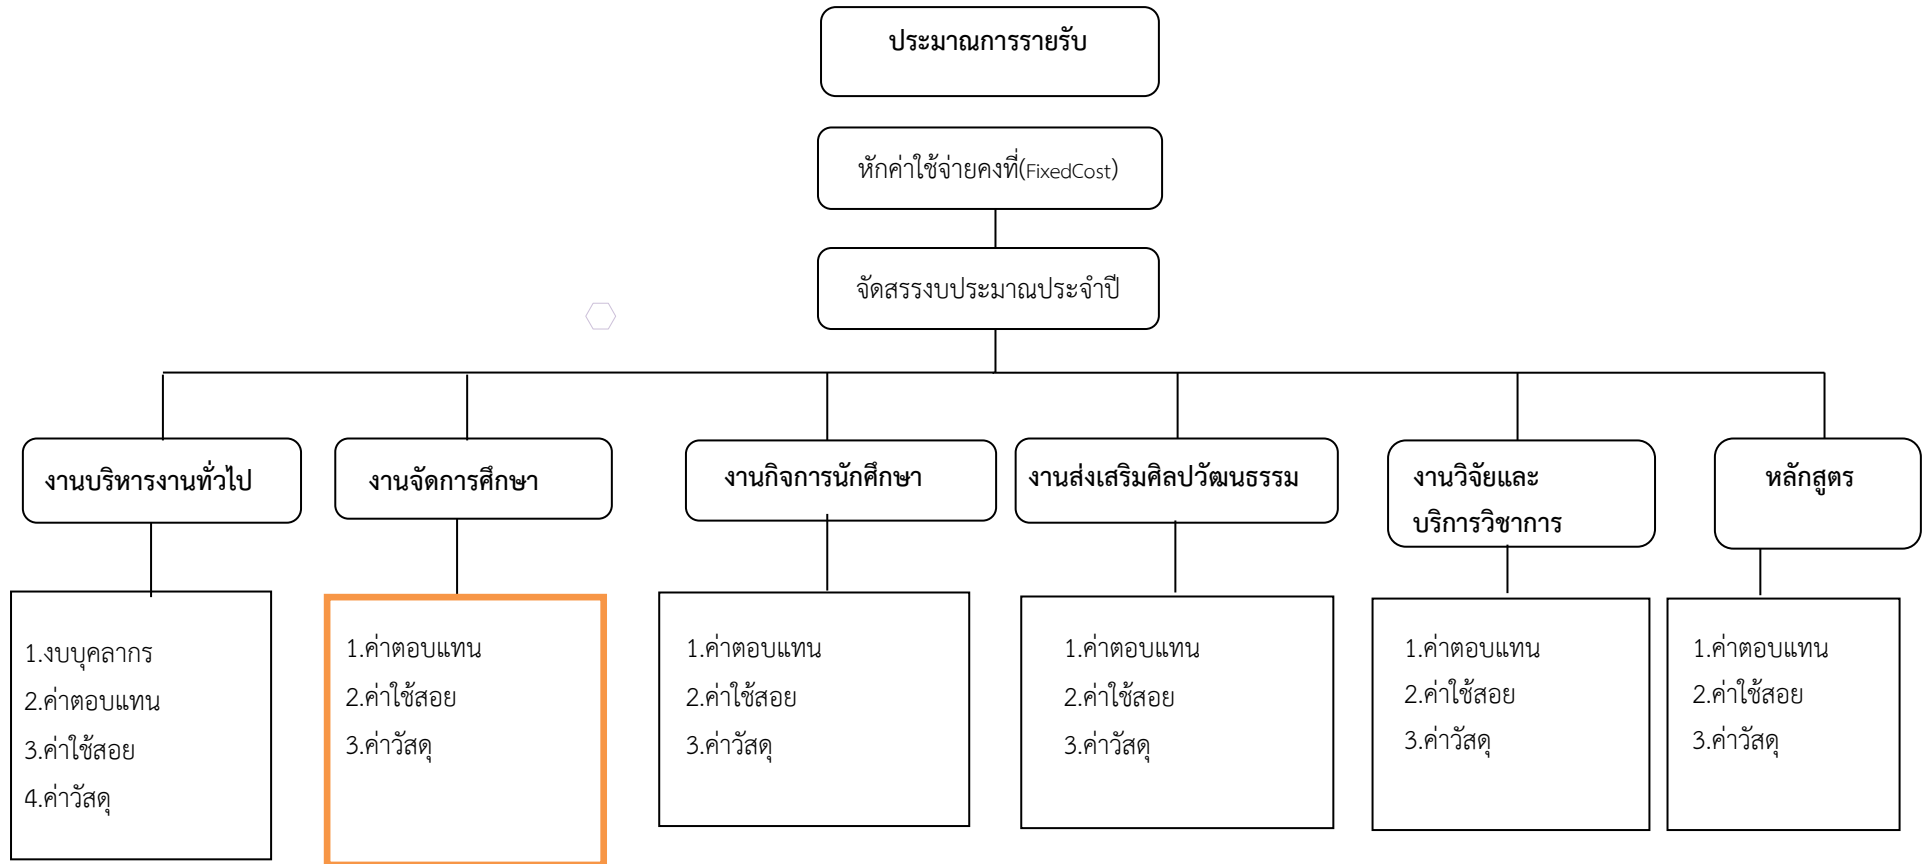 ประมาณการรายรับ
หักค่าใช้จ่ายคงที่(FixedCost)
จัดสรรงบประมาณประจำปี
งานบริหารงานทั่วไป
งานจัดการศึกษา
งานกิจการนักศึกษา
งานส่งเสริมศิลปวัฒนธรรม
งานวิจัยและ
บริการวิชาการ
หลักสูตร
1.งบบุคลากร
2.ค่าตอบแทน
3.ค่าใช้สอย
4.ค่าวัสดุ
1.ค่าตอบแทน
2.ค่าใช้สอย
3.ค่าวัสดุ
1.ค่าตอบแทน
2.ค่าใช้สอย
3.ค่าวัสดุ
1.ค่าตอบแทน
2.ค่าใช้สอย
3.ค่าวัสดุ
1.ค่าตอบแทน
2.ค่าใช้สอย
3.ค่าวัสดุ
1.ค่าตอบแทน
2.ค่าใช้สอย
3.ค่าวัสดุ